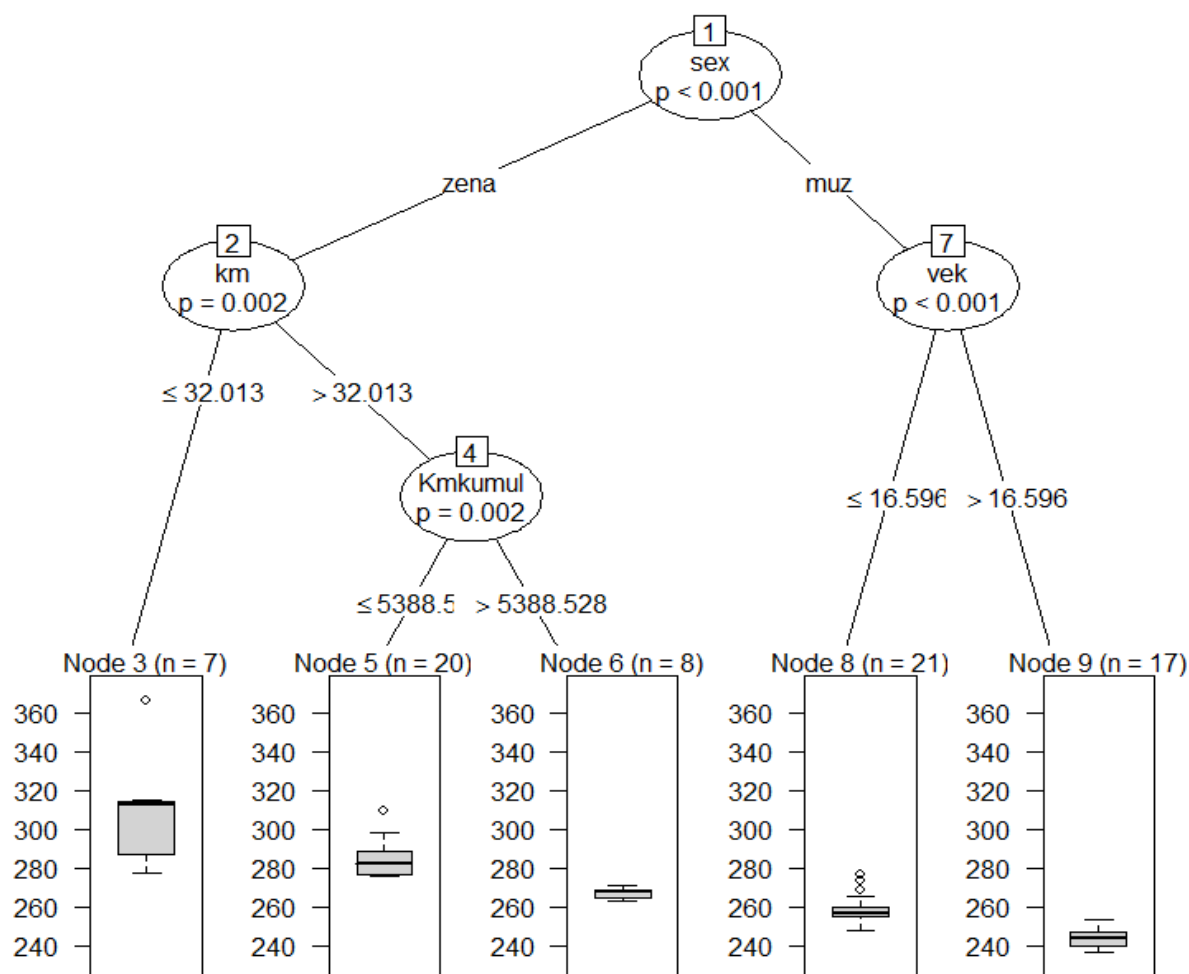 1
sex
p < 0.001
zena
muz
2
km
p = 0.002
7
vek
p < 0.001
≤ 32.013
> 32.013
4
Kmkumul
p = 0.002
≤ 16.596
> 16.596
≤ 5388.5
> 5388.528
Node 3 (n = 7)
Node 5 (n = 20)
Node 6 (n = 8)
Node 8 (n = 21)
Node 9 (n = 17)
360 360 360 360 360
340 340 340 340 340
320 320 320 320 320
300 300 300 300 300
280 280 280 280 280
260 260 260 260 260
240 240 240 240 240